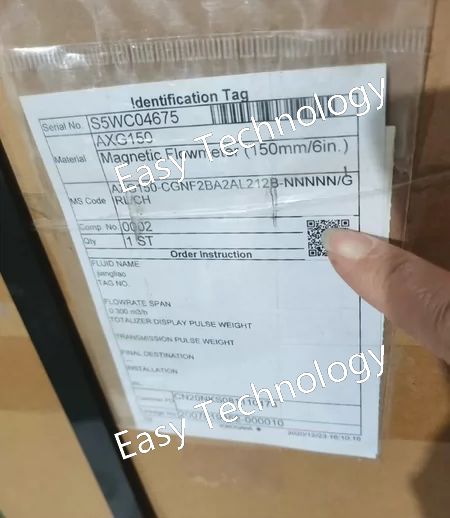 Identification Tag
Serial No S5WC04675
Material AXG150
Magnetic Flowmeter (150mm/6in.)
MS Code -CGNF2BA2AL212B-NNNNN/G
RL/CH
Comp No. 0002
Qty 1 ST
Order Instruction
FLUID NAME
jiangliao
TAG NO.
FLOWRATE SPAN
0.300 m3/h
TOTALIZER DISPLAY PULSE WEIGHT
TRANSMISSION PULSE WEIGHT
FINAL DESTINATION
INSTALLATION
Easy Technology
Easy Technology